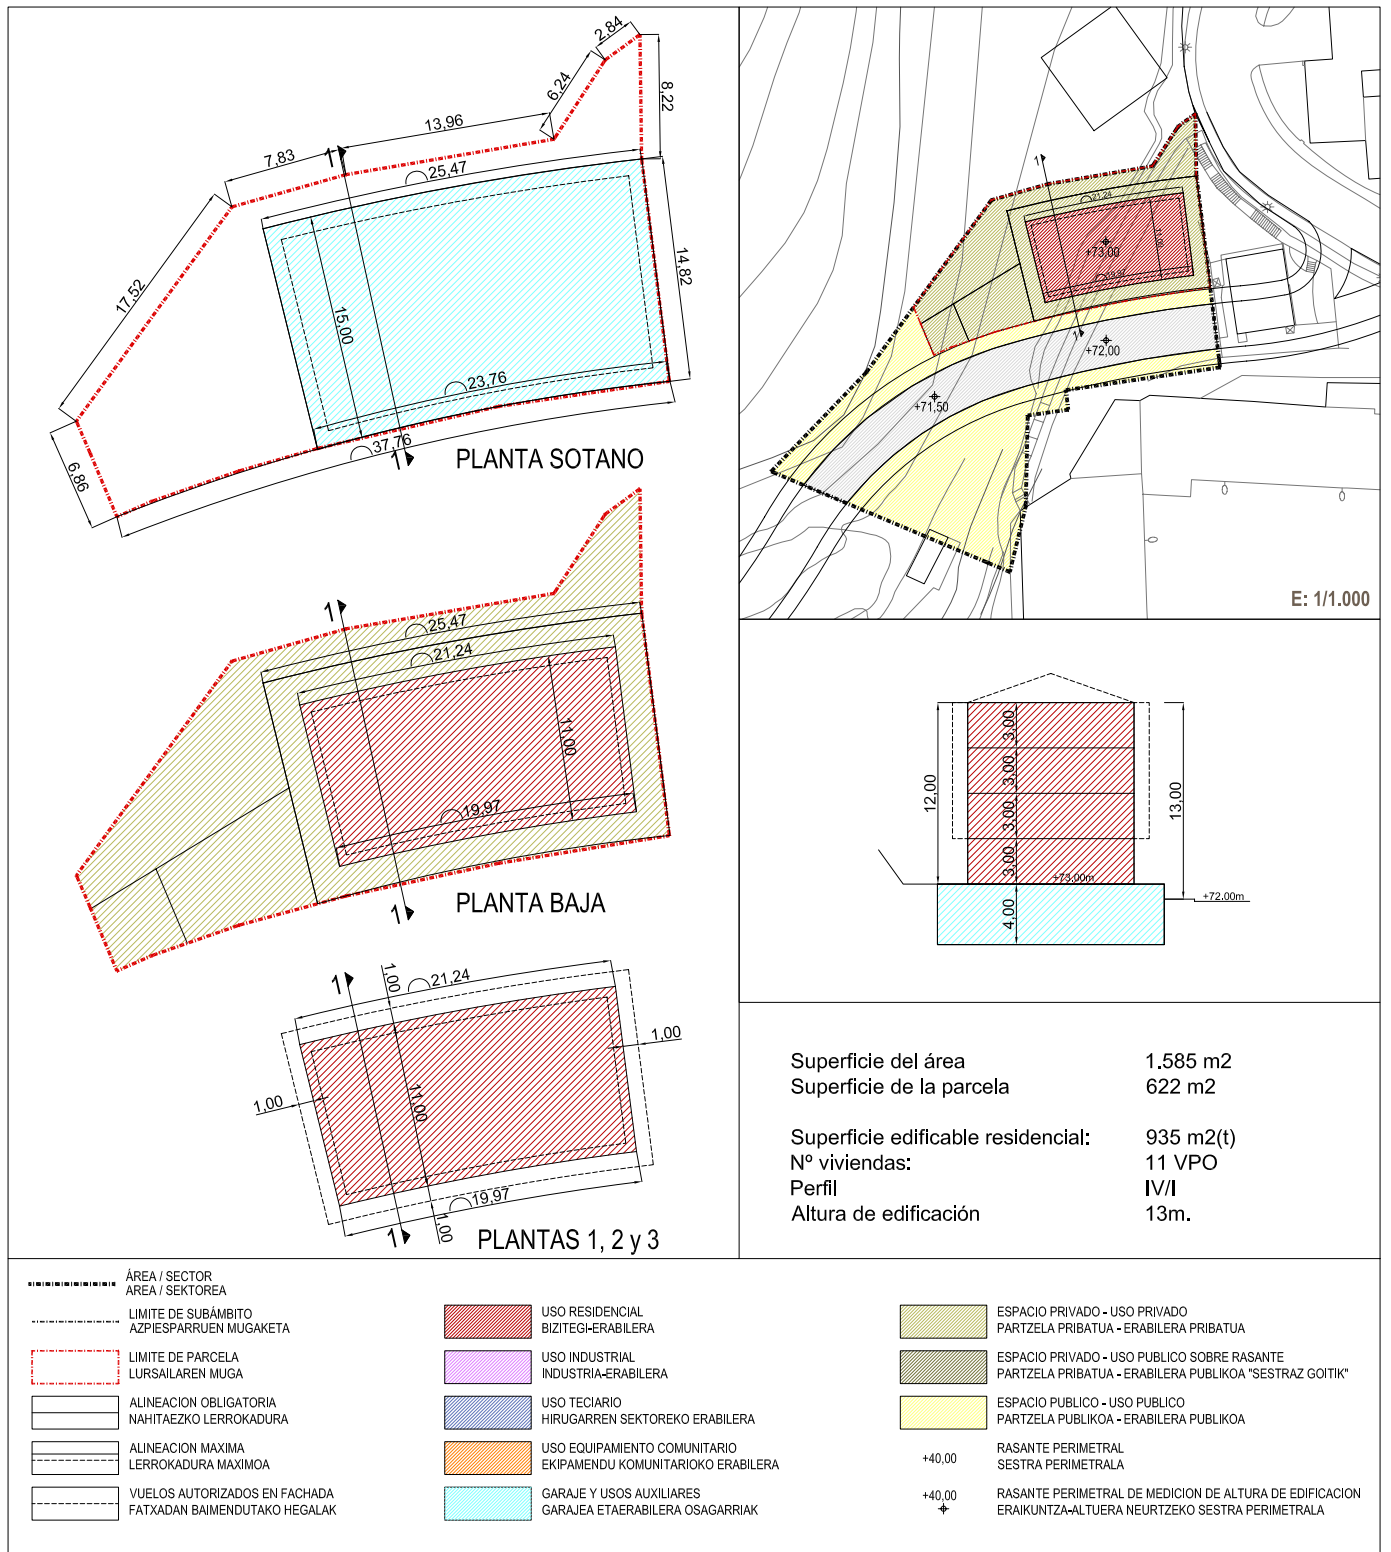 2,84
6,24
8,22
13,96
7,83
1
25,47
17,52
15,00
14,82
23,76
37,76
6,86
1
PLANTA SOTANO
1
25,47
21,24
11,00
19,97
1
PLANTA BAJA
1
1,00
21,24
1,00
1,00
11,00
19,97
1,00
1
PLANTAS 1, 2 y 3
1
21,24
11,00
+73,00
19,97
1
+72,00
+71,50
E: 1/1.000
3,00
3,00
3,00
3,00
12,00
13,00
+73,00m
+72.00m
4,00
Superficie del área 1.585 m2
Superficie de la parcela 622 m2
Superficie edificable residencial: 935 m2(t)
Nº viviendas: 11 VPO
Perfil IV/I
Altura de edificación 13m.
ÁREA / SECTOR
AREA / SEKTOREA
LIMITE DE SUBÁMBITO
AZPIESPARRUEN MUGAKETA
LIMITE DE PARCELA
LURSAILAREN MUGA
ALINEACION OBLIGATORIA
NAHITAEZKO LERROKADURA
ALINEACION MAXIMA
LERROKADURA MAXIMOA
VUELOS AUTORIZADOS EN FACHADA
FATXADAN BAIMENDUTAKO HEGALAK
USO RESIDENCIAL
BIZITEGI-ERABILERA
USO INDUSTRIAL
INDUSTRIA-ERABILERA
USO TECIARIO
HIRUGARREN SEKTOREKO ERABILERA
USO EQUIPAMIENTO COMUNITARIO
EKIPAMENDU KOMUNITARIOKO ERABILERA
GARAJE Y USOS AUXILIARES
GARAJEA ETAERABILERA OSAGARRIAK
ESPACIO PRIVADO - USO PRIVADO
PARTZELA PRIBATUA - ERABILERA PRIBATUA
ESPACIO PRIVADO - USO PUBLICO SOBRE RASANTE
PARTZELA PRIBATUA - ERABILERA PUBLIKOA "SESTRAZ GOITIK"
ESPACIO PUBLICO - USO PUBLICO
PARTZELA PUBLIKOA - ERABILERA PUBLIKOA
+40,00 RASANTE PERIMETRAL
SESTRA PERIMETRALA
+40,00 RASANTE PERIMETRAL DE MEDICION DE ALTURA DE EDIFICACION
ERAIKUNTZA-ALTUERA NEURTZEKO SESTRA PERIMETRALA